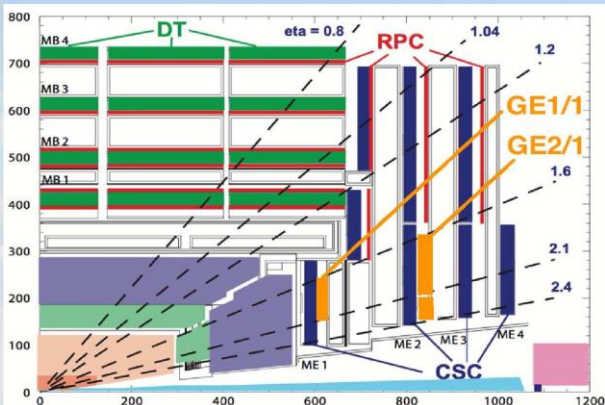 DT
eta = 0.8
1.04
RPC
1.2
GE1/1
GE2/1
1.6
2.1
2.4
MB 4
MB 3
MB 2
MB 1
ME 1
ME 2
ME 3
ME 4
CSC
800
700
600
500
400
300
200
100
0
0
200
400
600
800
1000
1200